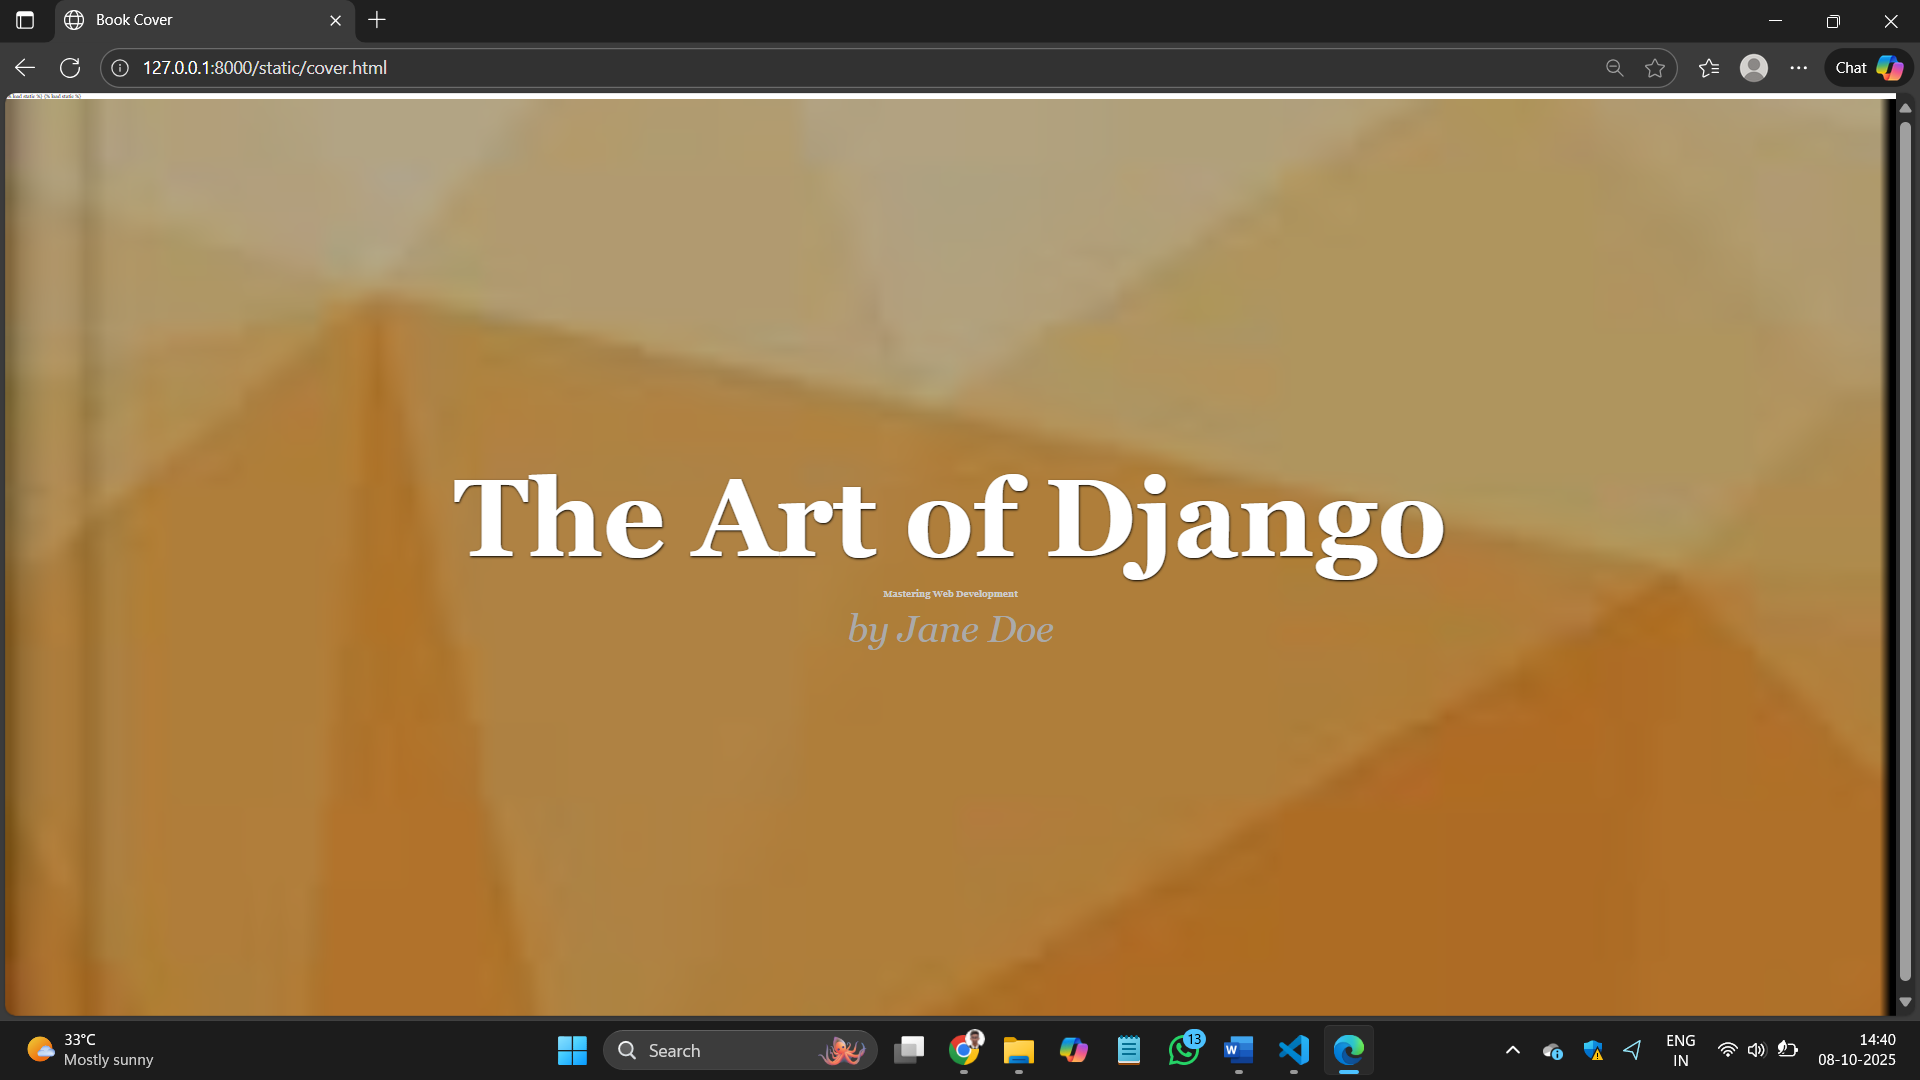 Book Cover
127.0.0.1:8000/static/cover.html
Chat
{% load static %} {% load static %}
The Art of Django
Mastering Web Development
by Jane Doe
33°C
Mostly sunny
Search
13
ENG
IN
14:40
08-10-2025